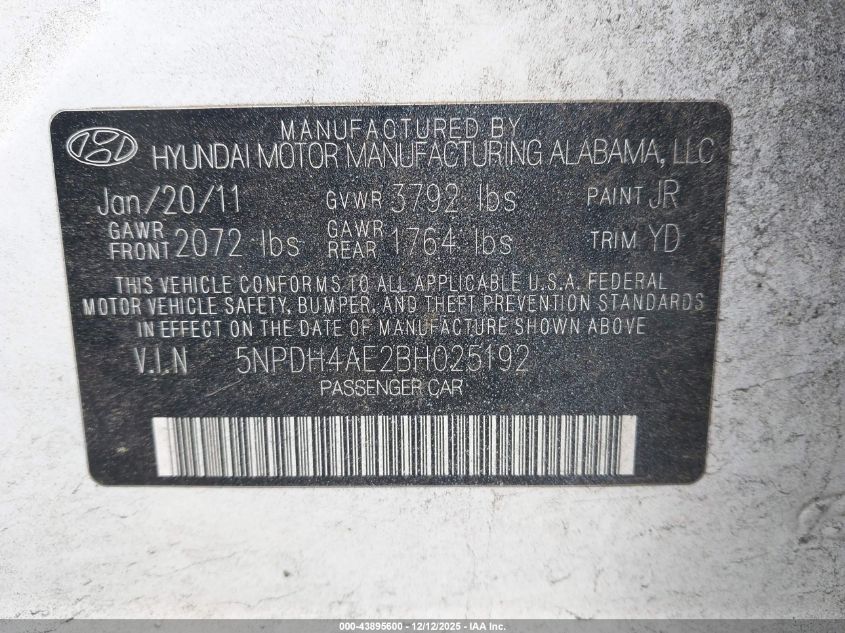 MANUFACTURED BY
HYUNDAI MOTOR MANUFACTURING ALABAMA, LLC
Jan/20/11 GVWR 3792 lbs PAINT JR
GAWR FRONT 2072 lbs GAWR REAR 1764 lbs TRIM YD
THIS VEHICLE CONFORMS TO ALL APPLICABLE U.S.A. FEDERAL
MOTOR VEHICLE SAFETY, BUMPER, AND THEFT PREVENTION STANDARDS
IN EFFECT ON THE DATE OF MANUFACTURE SHOWN ABOVE.
V.I.N 5NPDH4AE2BH025192
PASSENGER CAR
000-43895600 - 12/12/2025 - IAA Inc.